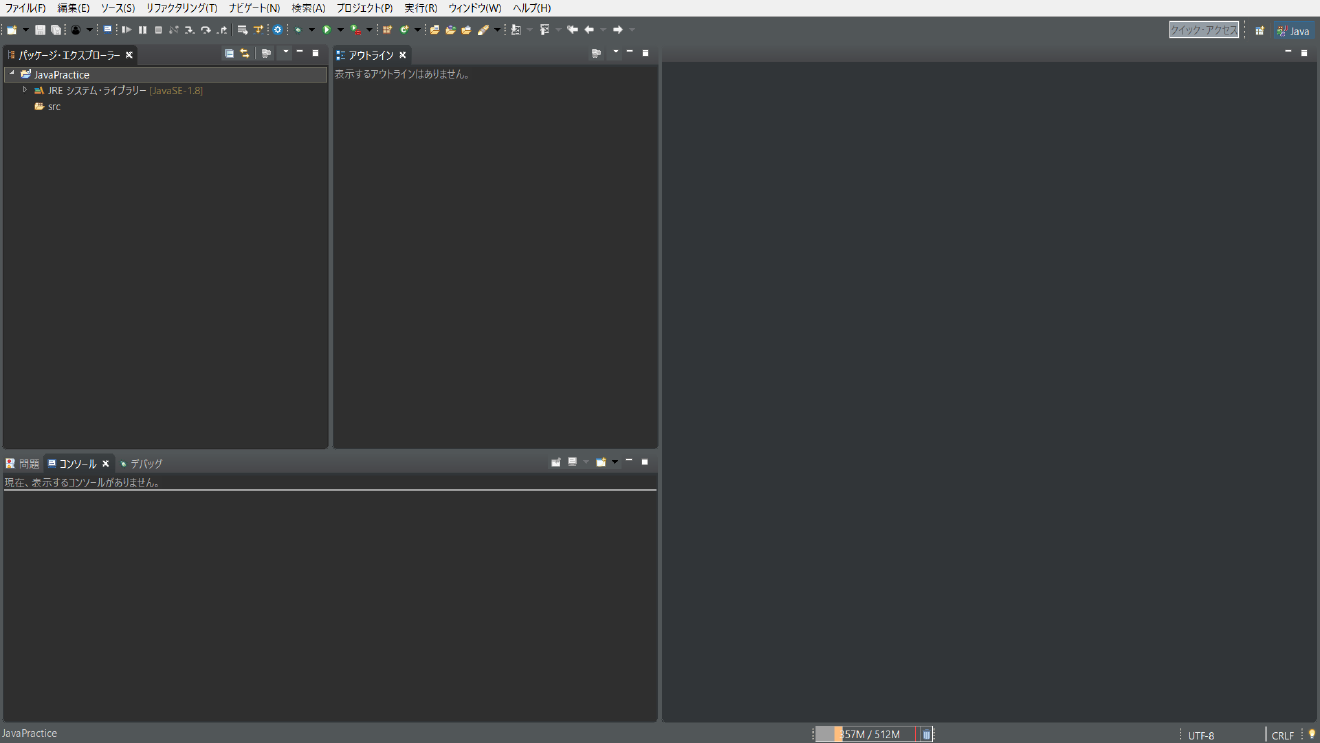 ファイル(F) 編集(E) ソース(S) リファクタリング(T) ナビゲート(N) 検索(A) プロジェクト(P) 実行(R) ウィンドウ(W) ヘルプ(H)
クイック・アクセス
Java
パッケージ・エクスプローラー
JavaPractice
JRE システム・ライブラリー [JavaSE-1.8]
src
アウトライン
表示するアウトラインはありません。
問題 コンソール デバッグ
現在、表示するコンソールがありません。
JavaPractice
357M / 512M
UTF-8
CRLF